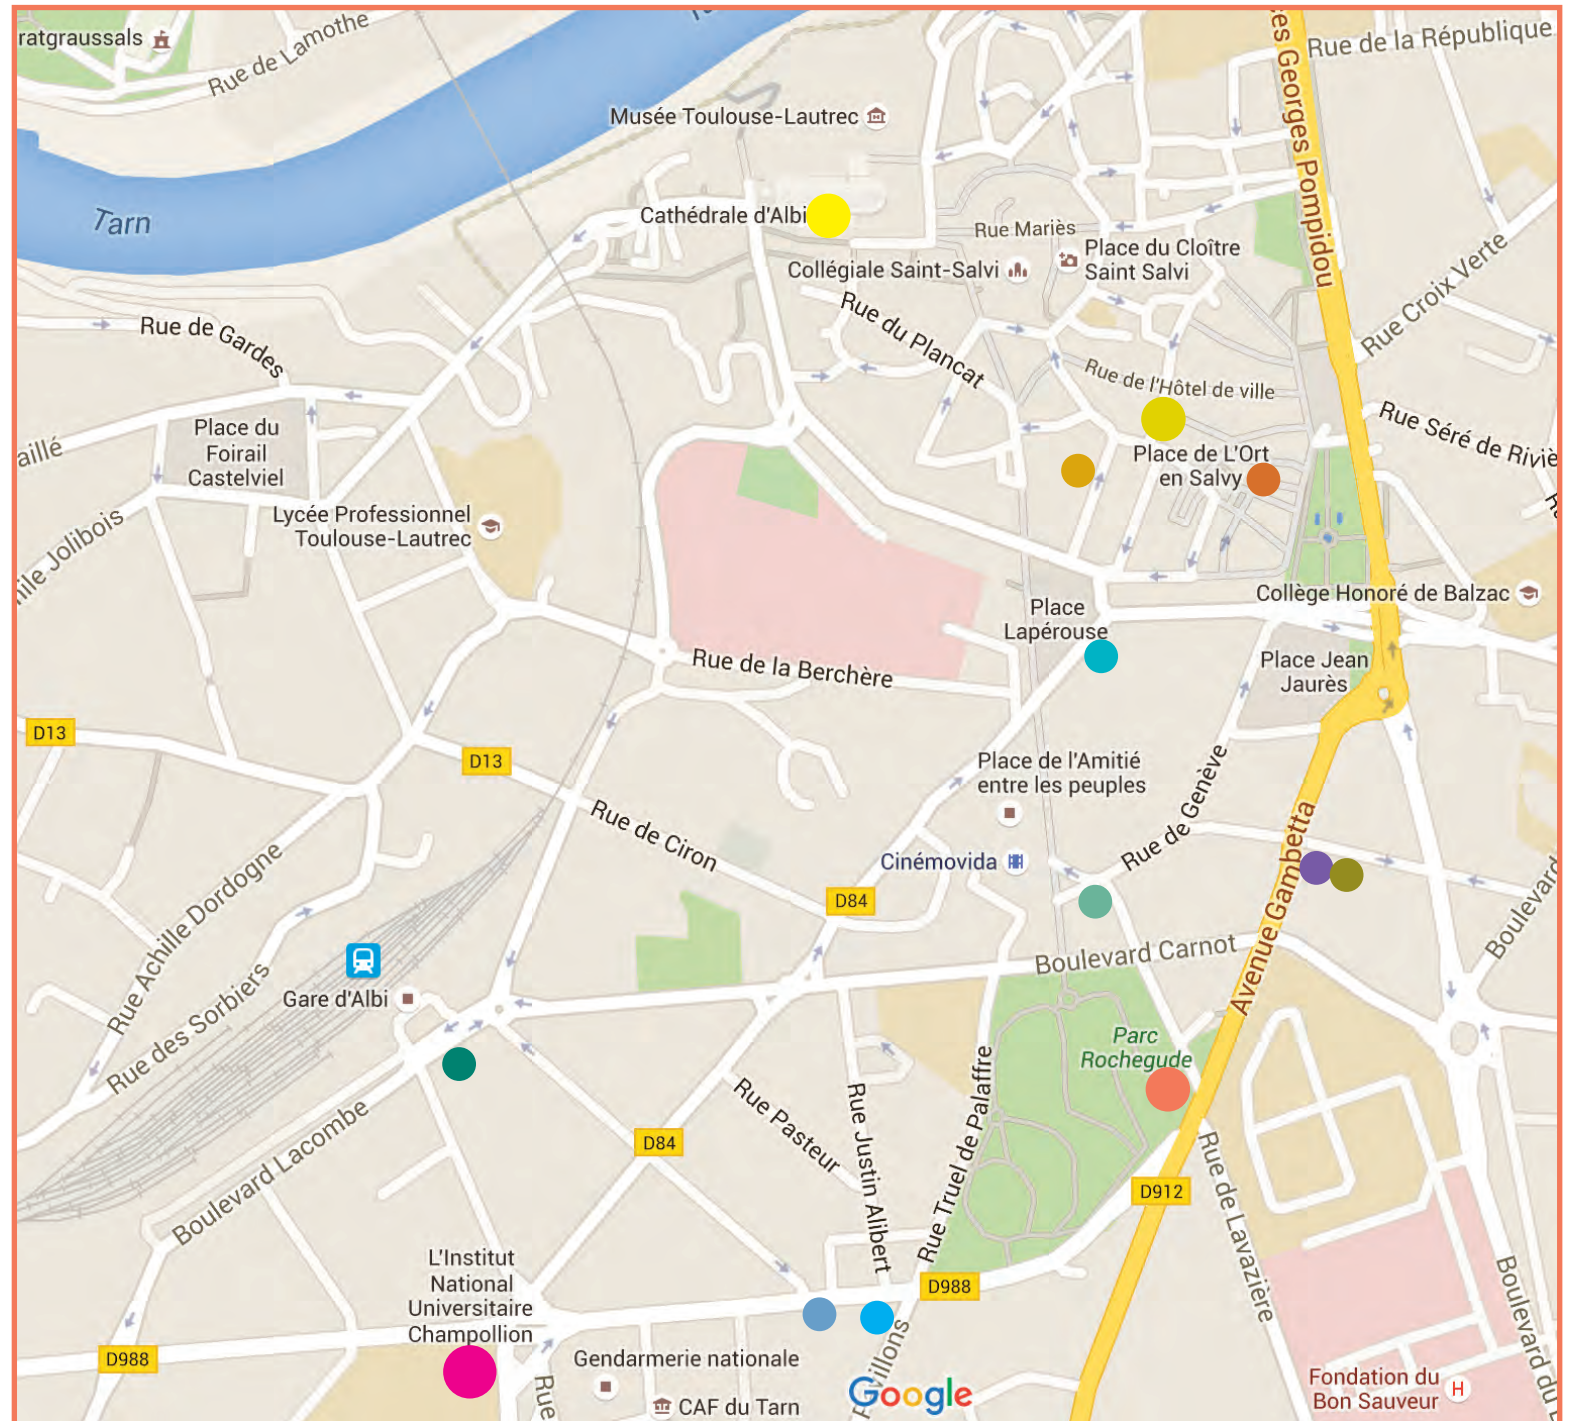 ratgraussals
Rue de Lamothe
Rue de la République
Musée Toulouse-Lautrec
Georges Pompidou
Tarn
Cathédrale d'Albi
Rue Mariès
Place du Cloître
Saint Salvi
Collégiale Saint-Salvi
Rue Croix Verte
Rue de Gardes
Rue du Plancat
Rue de l'Hôtel de ville
Rue Séré de Riviè
aillé
Place du
Foirail
Castelviel
Place de L'Ort
en Salvy
Lycée Professionnel
Toulouse-Lautrec
hile Jolibois
Collège Honoré de Balzac
Place
Lapérouse
Rue de la Berchère
Place Jean
Jaurès
D13
D13
Place de l'Amitié
entre les peuples
Rue de Ciron
Rue de Genève
Cinémovida
Avenue Gambetta
D84
Boulevard
Rue Achille Dordogne
Boulevard Carnot
Gare d'Albi
Rue des Sorbiers
Parc
Rochegude
Rue Pasteur
Rue Justin Alibert
Rue Truel de Palaffre
D84
Boulevard Lacombe
D912
Rue de Lavazière
L'Institut
National
Universitaire
Champollion
D988
D988
Boulevard du
Gendarmerie nationale
Rue
villons
Google
CAF du Tarn
Fondation du
Bon Sauveur
H